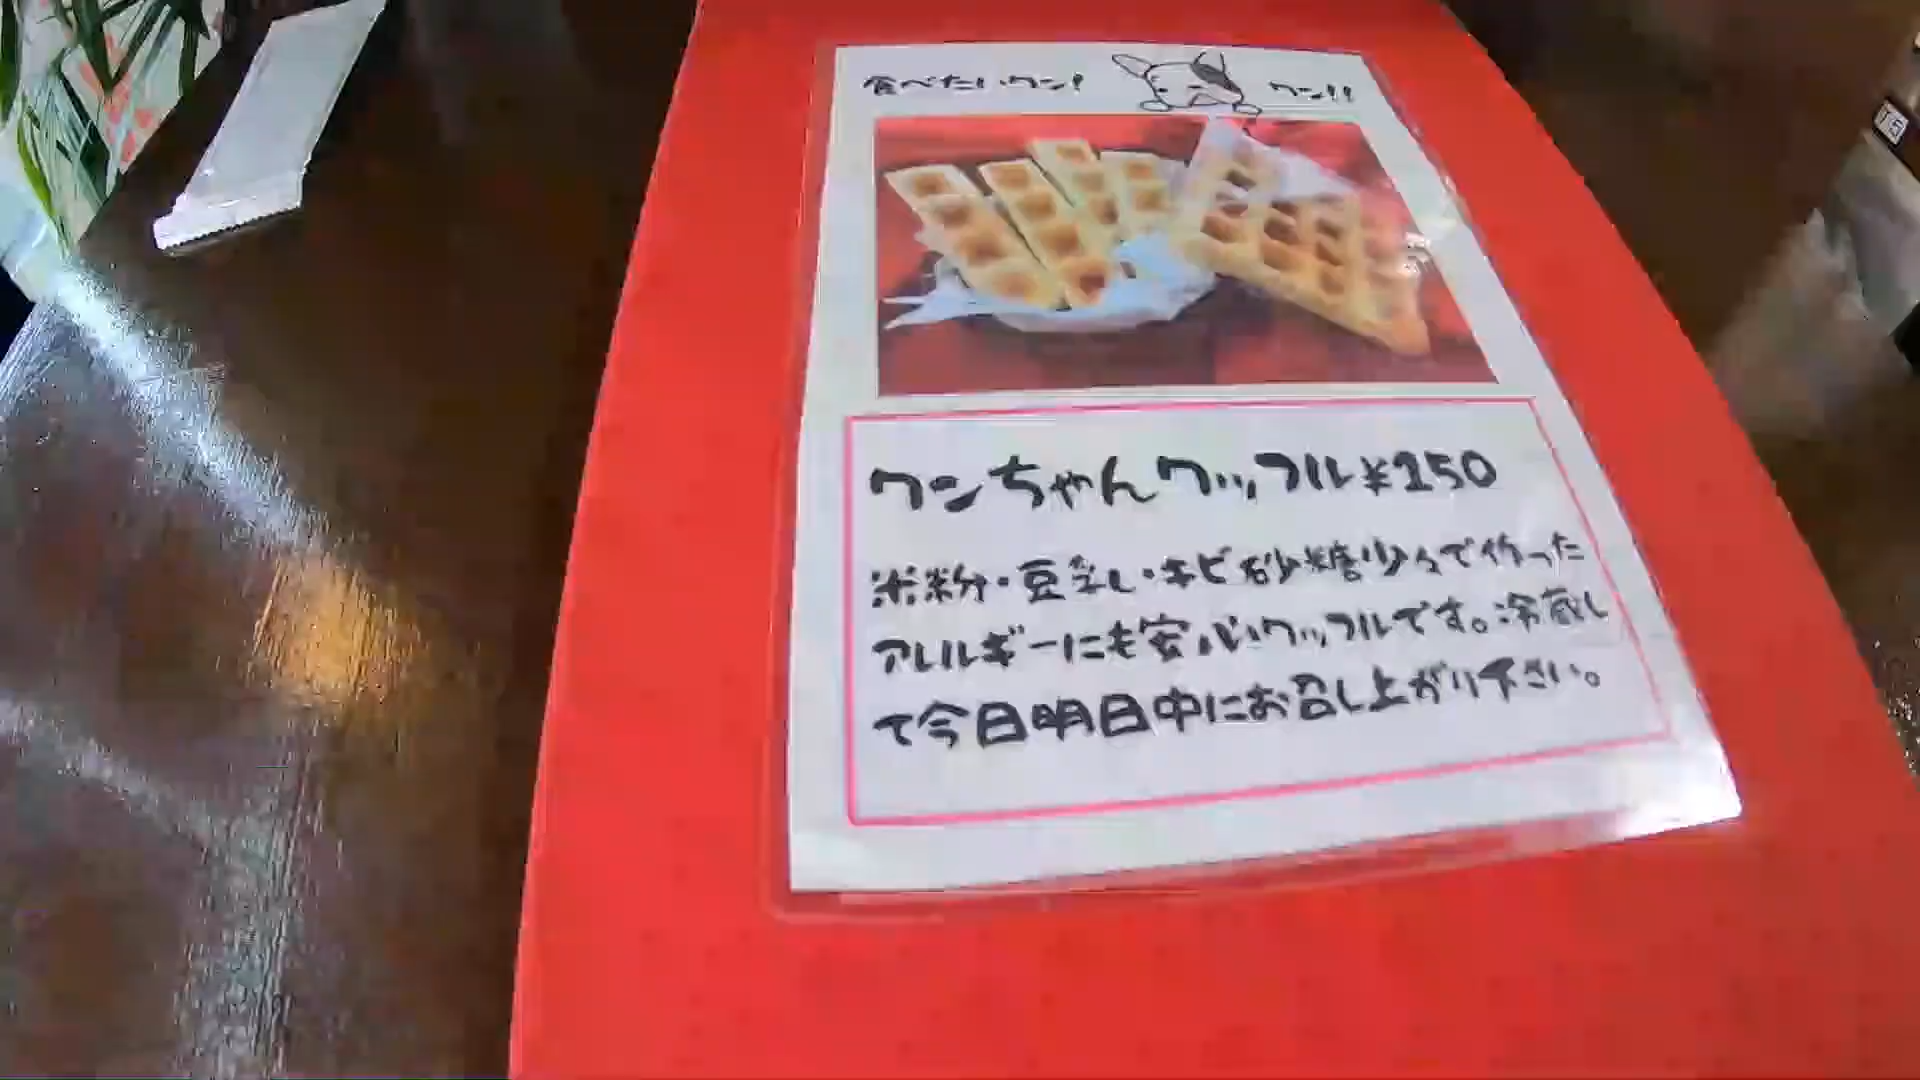 食べたいワン! ワン!!
ワンちゃんワッフル¥150
米粉・豆乳・キビ砂糖少々で作った
アレルギーにも安心ワッフルです。冷蔵し
て今日明日中にお召し上がり下さい。
T5